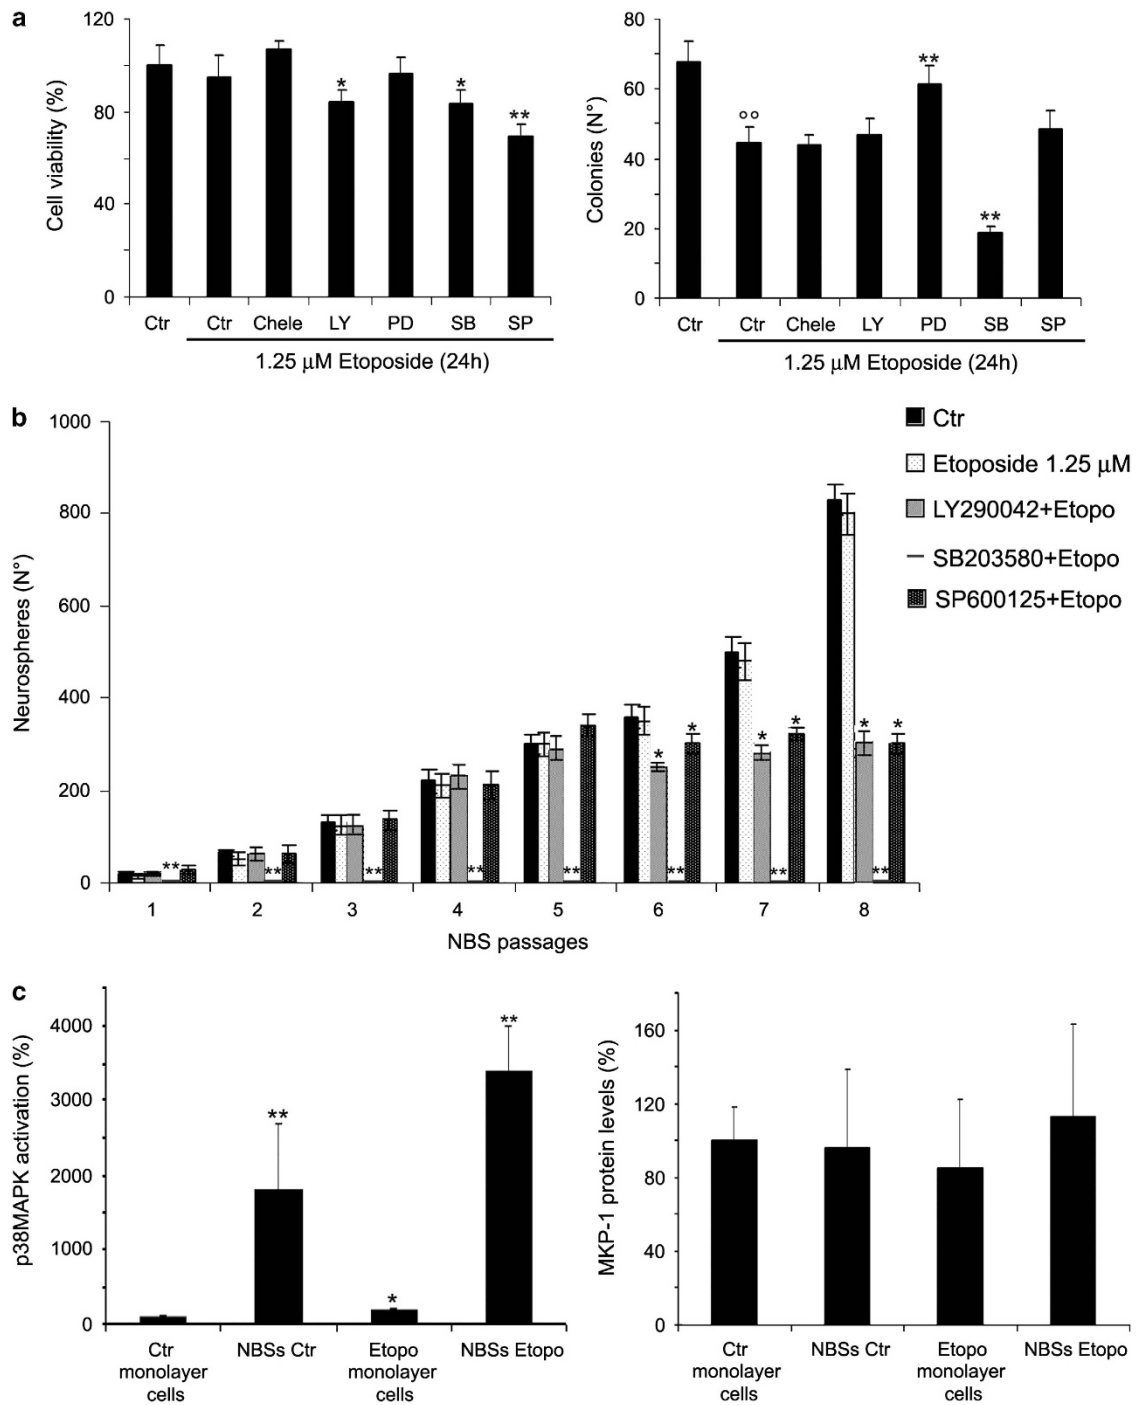 a
120
80
40
0
Cell viability (%)
* * **
Ctr Ctr Chele LY PD SB SP
1.25 µM Etoposide (24h)
80
60
40
20
0
Colonies (N°)
°° ** **
Ctr Ctr Chele LY PD SB SP
1.25 µM Etoposide (24h)
b
1000
800
600
400
200
0
Neurospheres (N°)
Ctr
Etoposide 1.25 µM
LY290042+Etopo
SB203580+Etopo
SP600125+Etopo
** ** ** ** ** * ** * * ** * * ** *
1 2 3 4 5 6 7 8
NBS passages
c
4000
3000
2000
1000
0
p38MAPK activation (%)
** * **
Ctr monolayer cells
NBSs Ctr
Etopo monolayer cells
NBSs Etopo
160
120
80
40
0
MKP-1 protein levels (%)
Ctr monolayer cells
NBSs Ctr
Etopo monolayer cells
NBSs Etopo